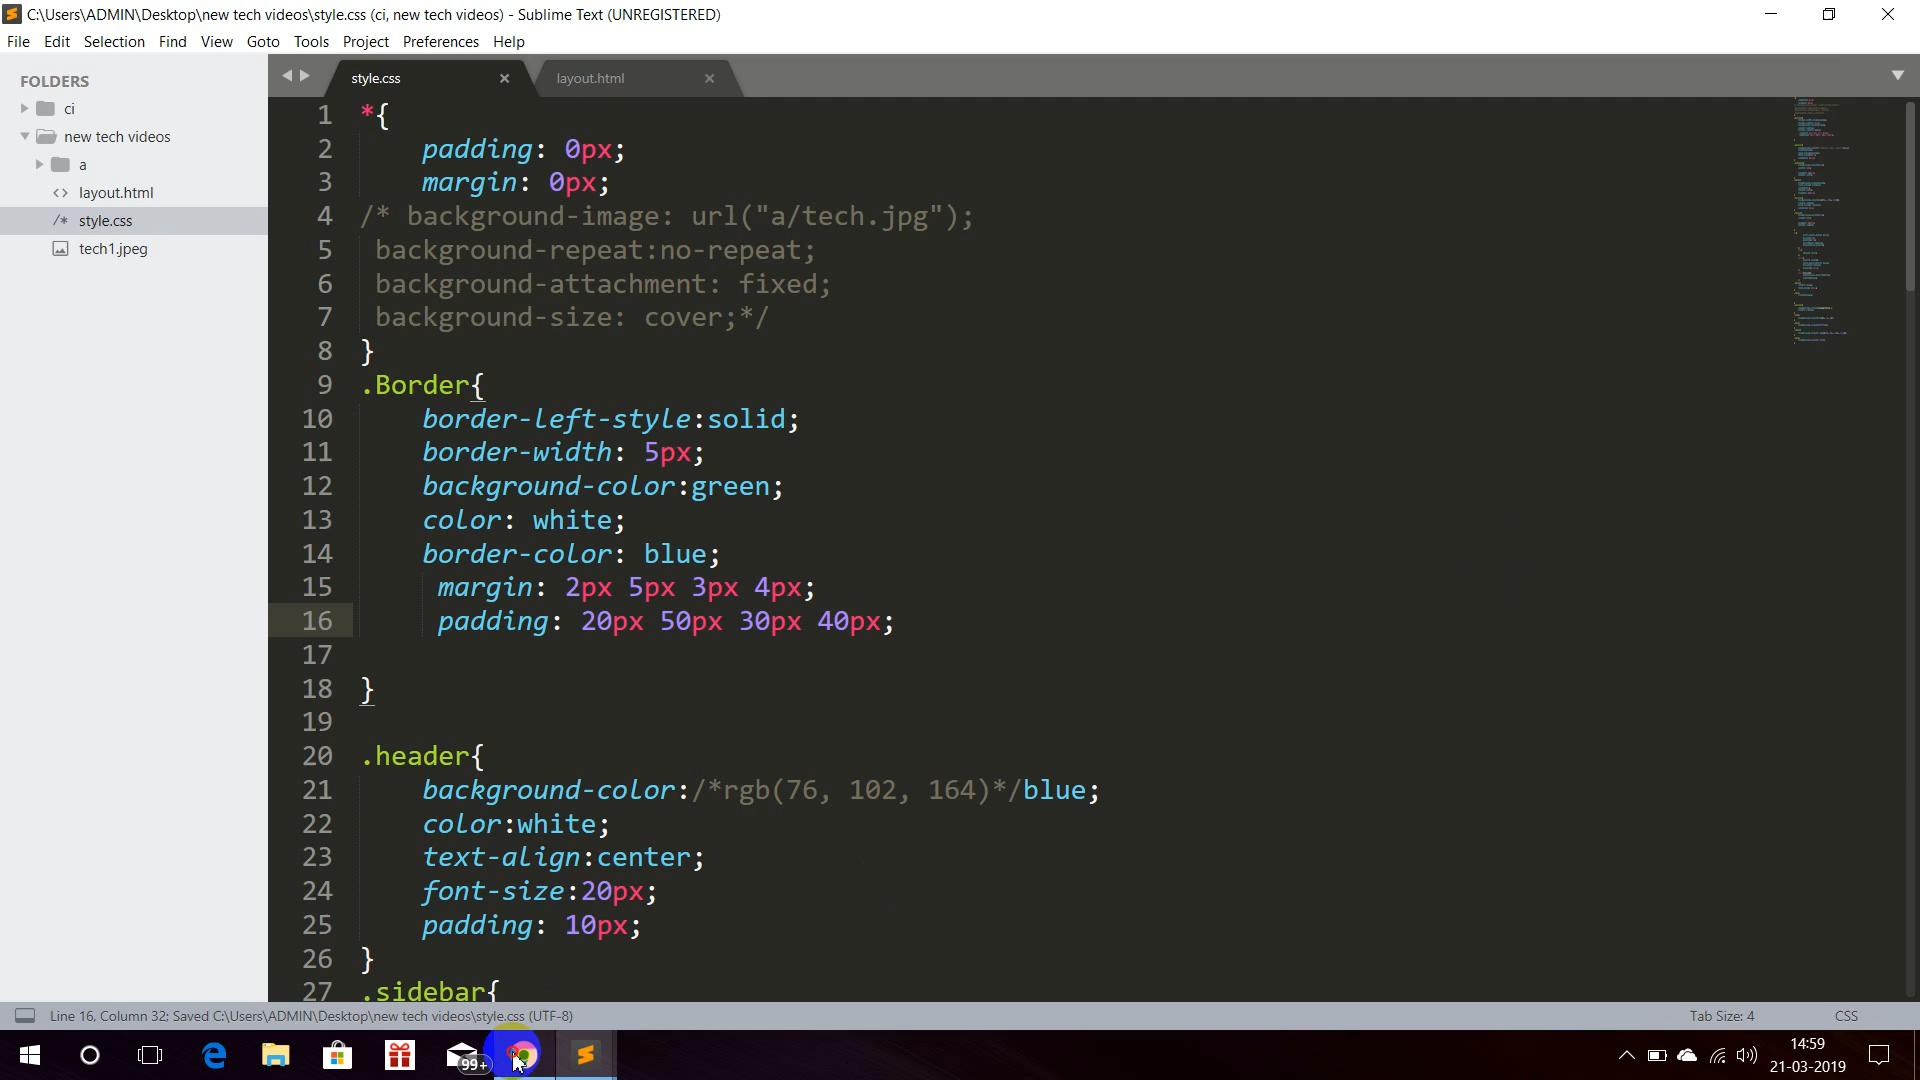 C:\Users\ADMIN\Desktop\new tech videos\style.css (ci, new tech videos) - Sublime Text (UNREGISTERED)
File Edit Selection Find View Goto Tools Project Preferences Help
FOLDERS
ci
new tech videos
a
<> layout.html
/* style.css
tech1.jpeg
style.css × layout.html ×
1 *{
2 padding: 0px;
3 margin: 0px;
4 /* background-image: url("a/tech.jpg");
5 background-repeat:no-repeat;
6 background-attachment: fixed;
7 background-size: cover;*/
8 }
9 .Border{
10 border-left-style:solid;
11 border-width: 5px;
12 background-color:green;
13 color: white;
14 border-color: blue;
15 margin: 2px 5px 3px 4px;
16 padding: 20px 50px 30px 40px;
17
18 }
19
20 .header{
21 background-color:/*rgb(76, 102, 164)*/blue;
22 color:white;
23 text-align:center;
24 font-size:20px;
25 padding: 10px;
26 }
27 .sidebar{
Line 16, Column 32; Saved C:\Users\ADMIN\Desktop\new tech videos\style.css (UTF-8) Tab Size: 4 CSS
99+
14:59
21-03-2019